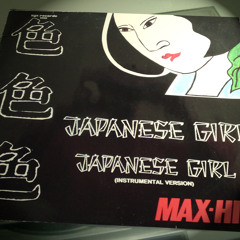 色
色
色
JAPANESE GIRL
JAPANESE GIRL
(INSTRUMENTAL VERSION)
MAX-HI